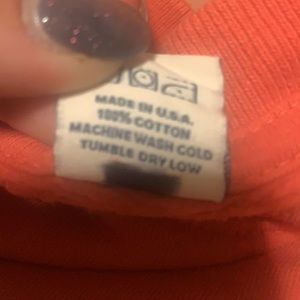 MADE IN U.S.A.
100% COTTON
MACHINE WASH COLD
TUMBLE DRY LOW